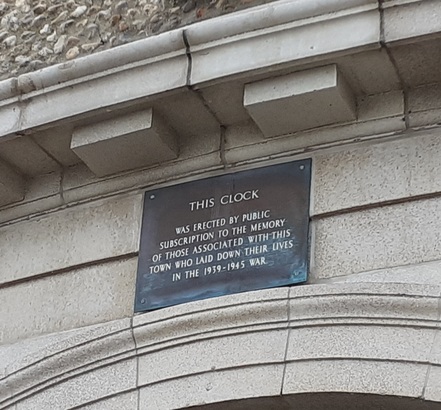 THIS CLOCK
WAS ERECTED BY PUBLIC
SUBSCRIPTION TO THE MEMORY
OF THOSE ASSOCIATED WITH THIS
TOWN WHO LAID DOWN THEIR LIVES
IN THE 1939-1945 WAR.